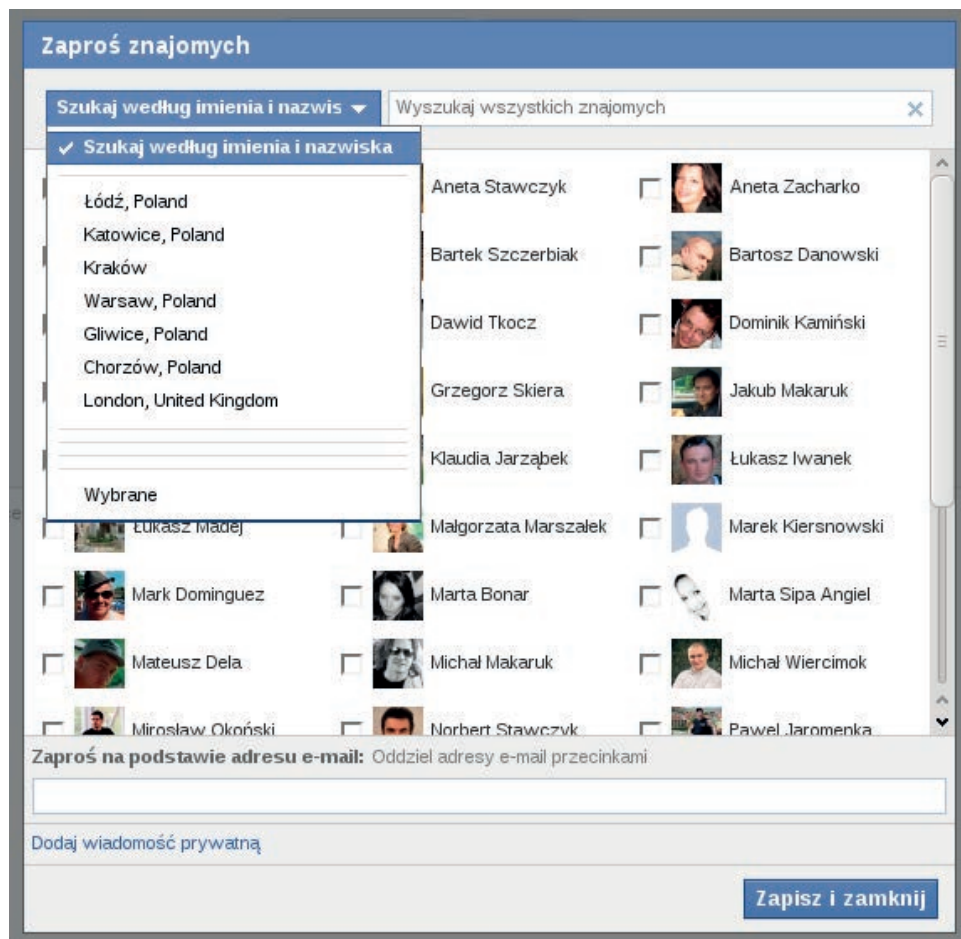 Zaproś znajomych
Szukaj według imienia i nazwis
Wyszukaj wszystkich znajomych
Szukaj według imienia i nazwiska
Łódź, Poland
Katowice, Poland
Kraków
Warsaw, Poland
Gliwice, Poland
Chorzów, Poland
London, United Kingdom
Wybrane
Aneta Stawczyk
Aneta Zacharko
Bartek Szczerbiak
Bartosz Danowski
Dawid Tkocz
Dominik Kamiński
Grzegorz Skiera
Jakub Makaruk
Klaudia Jarząbek
Łukasz Iwanek
Łukasz Madej
Małgorzata Marszałek
Marek Kiersnowski
Mark Dominguez
Marta Bonar
Marta Sipa Angiel
Mateusz Dela
Michał Makaruk
Michał Wiercimok
Mirosław Okoński
Norbert Stawczyk
Paweł Jaromenka
Zaproś na podstawie adresu e-mail: Oddziel adresy e-mail przecinkami
Dodaj wiadomość prywatną
Zapisz i zamknij